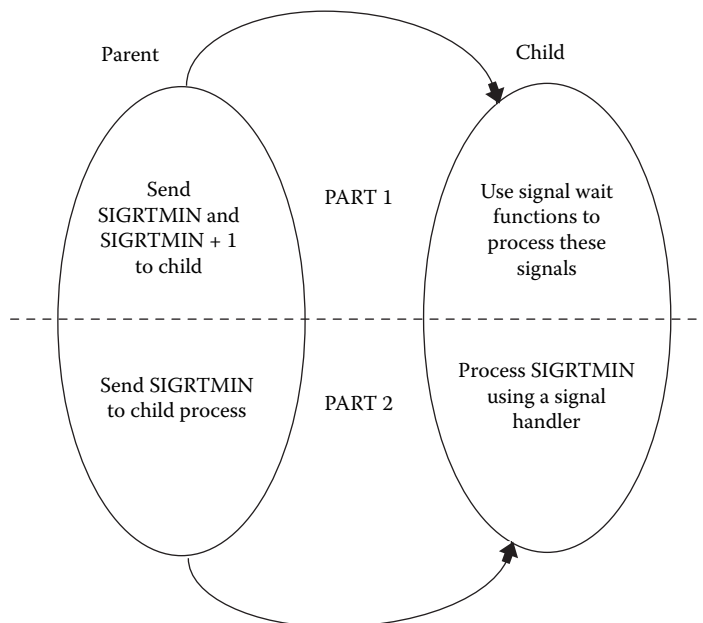 Parent
Child
Send
SIGRTMIN and
SIGRTMIN + 1
to child
PART 1
Use signal wait
functions to
process these
signals
Send SIGRTMIN
to child process
PART 2
Process SIGRTMIN
using a signal
handler